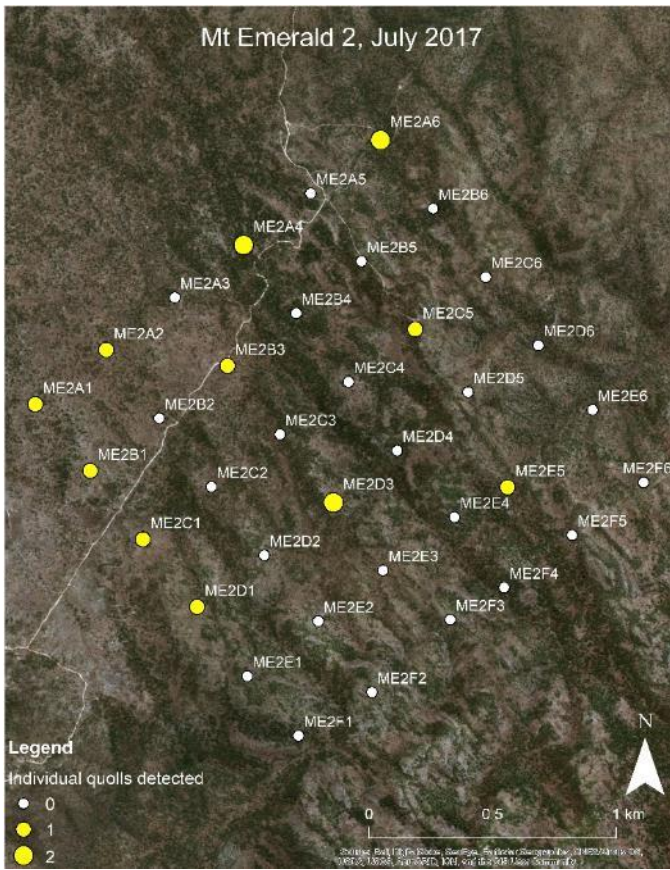 Mt Emerald 2, July 2017
ME2A6
ME2A5
ME2B6
ME2A4
ME2B5
ME2C6
ME2A3
ME2B4
ME2C5
ME2A2
ME2B3
ME2D6
ME2C4
ME2D5
ME2A1
ME2B2
ME2E6
ME2C3
ME2D4
ME2B1
ME2C2
ME2D3
ME2E5
ME2F6
ME2E4
ME2C1
ME2D2
ME2F5
ME2E3
ME2F4
ME2D1
ME2E2
ME2F3
ME2E1
ME2F2
ME2F1
N
Legend
Individual quolls detected
0
1
2
0 0.5 1 km